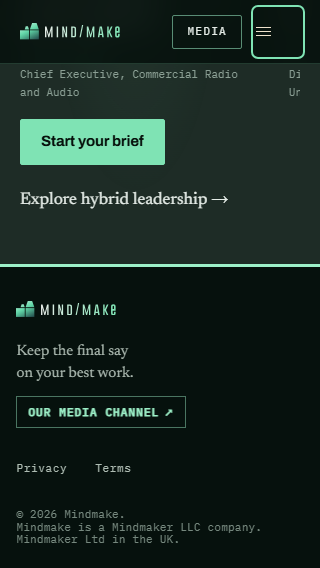 MIND/MAKE
MEDIA
Chief Executive, Commercial Radio
and Audio
Start your brief
Explore hybrid leadership →
MIND/MAKE
Keep the final say
on your best work.
OUR MEDIA CHANNEL ↗
Privacy Terms
© 2026 Mindmake.
Mindmake is a Mindmaker LLC company.
Mindmaker Ltd in the UK.